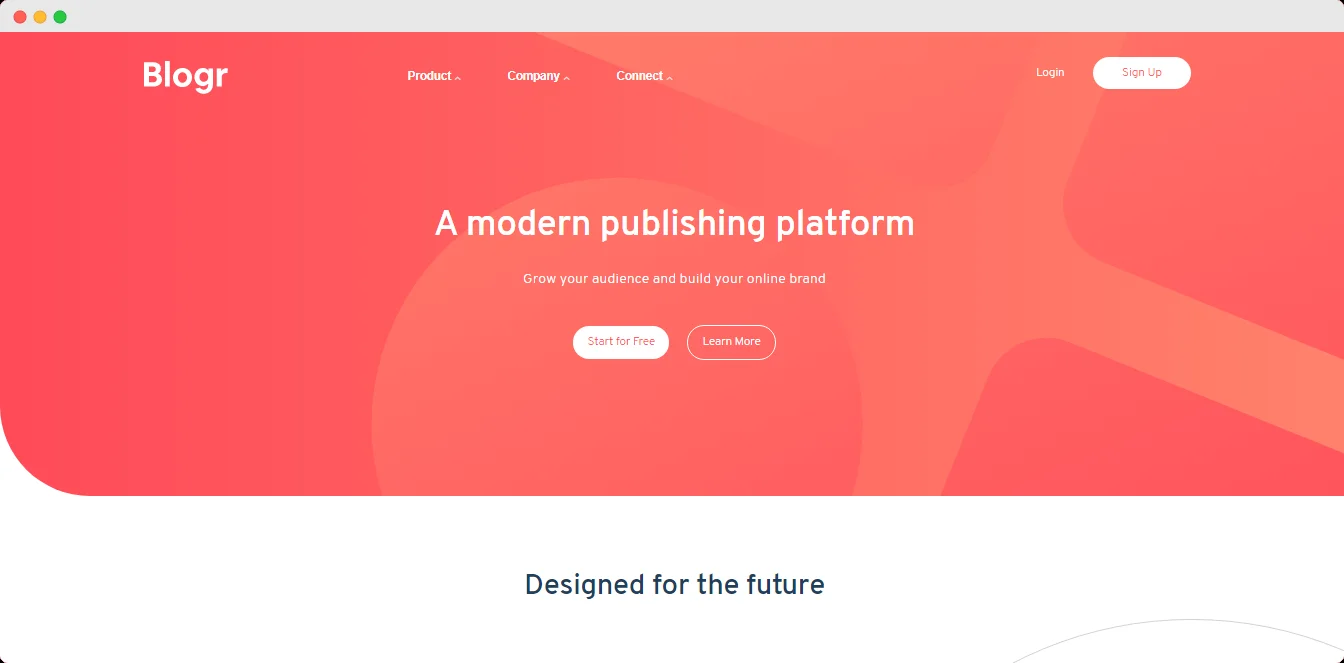 Blogr
Product
Company
Connect
Login
Sign Up
A modern publishing platform
Grow your audience and build your online brand
Start for Free
Learn More
Designed for the future